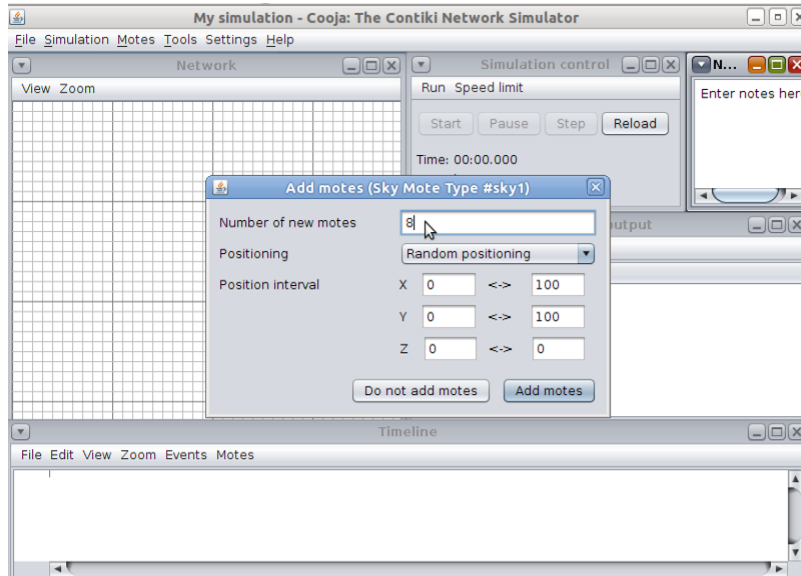 My simulation - Cooja: The Contiki Network Simulator
File Simulation Motes Tools Settings Help
Network
View Zoom
Simulation control
Run Speed limit
Start Pause Step Reload
Time: 00:00.000
N...
Enter notes her
utput
Add motes (Sky Mote Type #sky1)
Number of new motes 8
Positioning Random positioning
Position interval X 0 <-> 100
Y 0 <-> 100
Z 0 <-> 0
Do not add motes Add motes
Timeline
File Edit View Zoom Events Motes